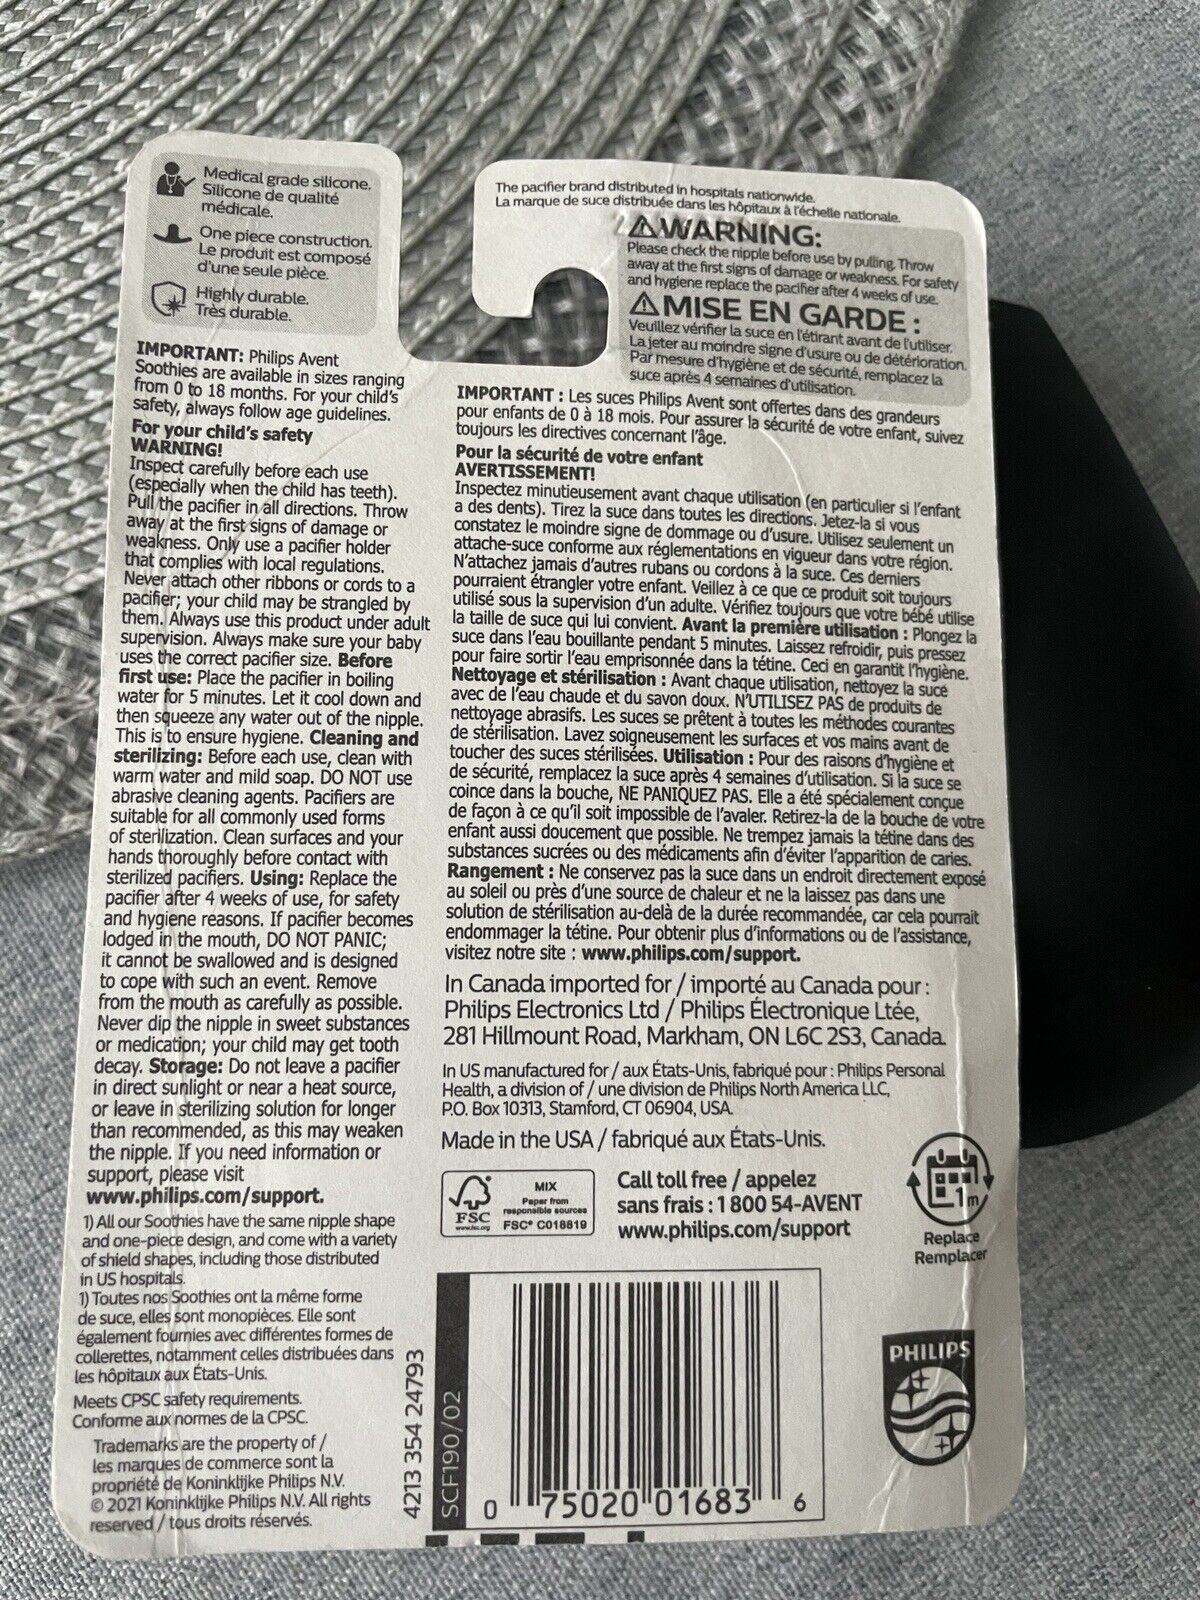 Medical grade silicone.
Silicone de qualité
médicale.
One piece construction.
Le produit est composé
d'une seule pièce.
Highly durable.
Très durable.
The pacifier brand distributed in hospitals nationwide.
La marque de suce distribuée dans les hôpitaux à l'échelle nationale.
⚠WARNING:
Please check the nipple before use by pulling. Throw
away at the first signs of damage or weakness. For safety
and hygiene replace the pacifier after 4 weeks of use.
⚠MISE EN GARDE :
Veuillez vérifier la suce en l'étirant avant de l'utiliser.
La jeter au moindre signe d'usure ou de détérioration.
Par mesure d'hygiène et de sécurité, remplacez la
suce après 4 semaines d'utilisation.
IMPORTANT: Philips Avent
Soothies are available in sizes ranging
from 0 to 18 months. For your child's
safety, always follow age guidelines.
For your child's safety
WARNING!
Inspect carefully before each use
(especially when the child has teeth).
Pull the pacifier in all directions. Throw
away at the first signs of damage or
weakness. Only use a pacifier holder
that complies with local regulations.
Never attach other ribbons or cords to a
pacifier; your child may be strangled by
them. Always use this product under adult
supervision. Always make sure your baby
uses the correct pacifier size. Before
first use: Place the pacifier in boiling
water for 5 minutes. Let it cool down and
then squeeze any water out of the nipple.
This is to ensure hygiene. Cleaning and
sterilizing: Before each use, clean with
warm water and mild soap. DO NOT use
abrasive cleaning agents. Pacifiers are
suitable for all commonly used forms
of sterilization. Clean surfaces and your
hands thoroughly before contact with
sterilized pacifiers. Using: Replace the
pacifier after 4 weeks of use, for safety
and hygiene reasons. If pacifier becomes
lodged in the mouth, DO NOT PANIC;
it cannot be swallowed and is designed
to cope with such an event. Remove
from the mouth as carefully as possible.
Never dip the nipple in sweet substances
or medication; your child may get tooth
decay. Storage: Do not leave a pacifier
in direct sunlight or near a heat source,
or leave in sterilizing solution for longer
than recommended, as this may weaken
the nipple. If you need information or
support, please visit
www.philips.com/support.
1) All our Soothies have the same nipple shape
and one-piece design, and come with a variety
of shield shapes, including those distributed
in US hospitals.
1) Toutes nos Soothies ont la même forme
de suce, elles sont monopièces. Elle sont
également fournies avec différentes formes de
collerettes, notamment celles distribuées dans
les hôpitaux aux États-Unis.
Meets CPSC safety requirements.
Conforme aux normes de la CPSC.
Trademarks are the property of /
les marques de commerce sont la
propriété de Koninklijke Philips N.V.
© 2021 Koninklijke Philips N.V. All rights
reserved / tous droits réservés.
IMPORTANT : Les suces Philips Avent sont offertes dans des grandeurs
pour enfants de 0 à 18 mois. Pour assurer la sécurité de votre enfant, suivez
toujours les directives concernant l'âge.
Pour la sécurité de votre enfant
AVERTISSEMENT!
Inspectez minutieusement avant chaque utilisation (en particulier si l'enfant
a des dents). Tirez la suce dans toutes les directions. Jetez-la si vous
constatez le moindre signe de dommage ou d'usure. Utilisez seulement un
attache-suce conforme aux réglementations en vigueur dans votre région.
N'attachez jamais d'autres rubans ou cordons à la suce. Ces derniers
pourraient étrangler votre enfant. Veillez à ce que ce produit soit toujours
utilisé sous la supervision d'un adulte. Vérifiez toujours que votre bébé utilise
la taille de suce qui lui convient. Avant la première utilisation : Plongez la
suce dans l'eau bouillante pendant 5 minutes. Laissez refroidir, puis pressez
pour faire sortir l'eau emprisonnée dans la tétine. Ceci en garantit l'hygiène.
Nettoyage et stérilisation : Avant chaque utilisation, nettoyez la suce
avec de l'eau chaude et du savon doux. N'UTILISEZ PAS de produits de
nettoyage abrasifs. Les suces se prêtent à toutes les méthodes courantes
de stérilisation. Lavez soigneusement les surfaces et vos mains avant de
toucher des suces stérilisées. Utilisation : Pour des raisons d'hygiène et
de sécurité, remplacez la suce après 4 semaines d'utilisation. Si la suce se
coince dans la bouche, NE PANIQUEZ PAS. Elle a été spécialement conçue
de façon à ce qu'il soit impossible de l'avaler. Retirez-la de la bouche de votre
enfant aussi doucement que possible. Ne trempez jamais la tétine dans des
substances sucrées ou des médicaments afin d'éviter l'apparition de caries.
Rangement : Ne conservez pas la suce dans un endroit directement exposé
au soleil ou près d'une source de chaleur et ne la laissez pas dans une
solution de stérilisation au-delà de la durée recommandée, car cela pourrait
endommager la tétine. Pour obtenir plus d'informations ou de l'assistance,
visitez notre site : www.philips.com/support.
In Canada imported for / importé au Canada pour :
Philips Electronics Ltd / Philips Électronique Ltée,
281 Hillmount Road, Markham, ON L6C 2S3, Canada.
In US manufactured for / aux États-Unis, fabriqué pour : Philips Personal
Health, a division of / une division de Philips North America LLC,
P.O. Box 10313, Stamford, CT 06904, USA.
Made in the USA / fabriqué aux États-Unis.
FSC
www.fsc.org
MIX
Paper from
responsible sources
FSC® C018819
Call toll free / appelez
sans frais : 1 800 54-AVENT
www.philips.com/support
1m
Replace
Remplacer
4213 354 24793
SCF190/02
0 75020 01683 6
PHILIPS